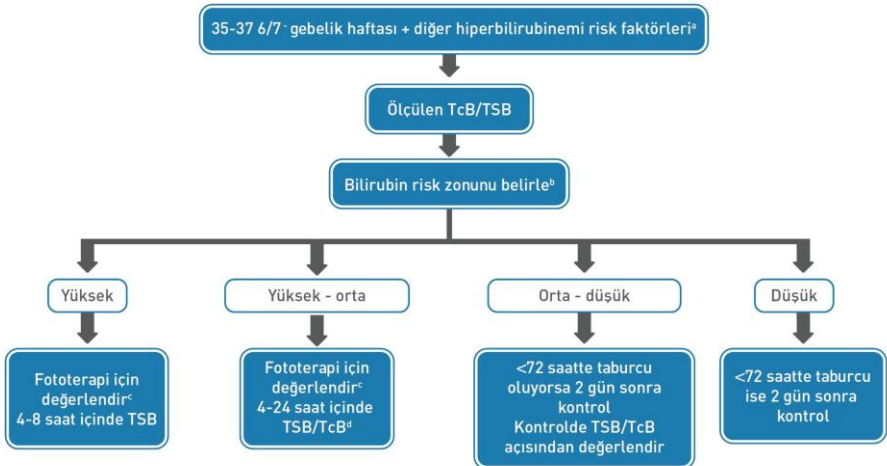 35-37 6/7⁻ gebelik haftası + diğer hiperbilirubinemi risk faktörleriᵃ
Ölçülen TcB/TSB
Bilirubin risk zonunu belirleᵇ
Yüksek
Yüksek - orta
Orta - düşük
Düşük
Fototerapi için
değerlendirᶜ
4-8 saat içinde TSB
Fototerapi için
değerlendirᶜ
4-24 saat içinde
TSB/TcBᵈ
<72 saatte taburcu
oluyorsa 2 gün sonra
kontrol
Kontrolde TSB/TcB
açısından değerlendir
<72 saatte taburcu
ise 2 gün sonra
kontrol